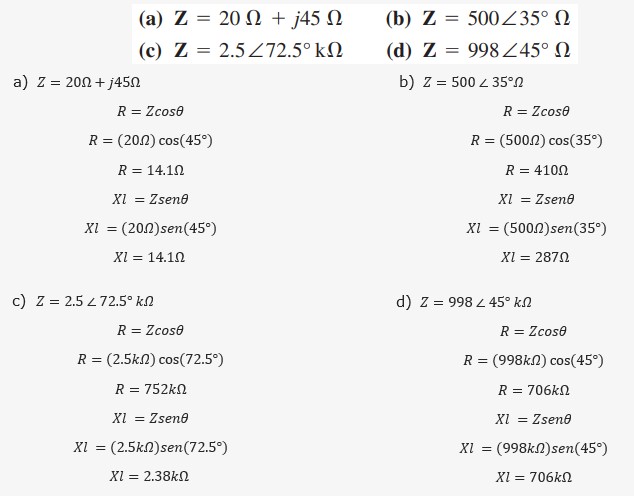 (a) Z = 20 Ω + j45 Ω (b) Z = 500∠35° Ω
(c) Z = 2.5∠72.5° kΩ (d) Z = 998∠45° Ω
a) Z = 20Ω + j45Ω
R = Zcosθ
R = (20Ω) cos(45°)
R = 14.1Ω
Xl = Zsenθ
Xl = (20Ω)sen(45°)
Xl = 14.1Ω
b) Z = 500 ∠ 35°Ω
R = Zcosθ
R = (500Ω) cos(35°)
R = 410Ω
Xl = Zsenθ
Xl = (500Ω)sen(35°)
Xl = 287Ω
c) Z = 2.5 ∠ 72.5° kΩ
R = Zcosθ
R = (2.5kΩ) cos(72.5°)
R = 752kΩ
Xl = Zsenθ
Xl = (2.5kΩ)sen(72.5°)
Xl = 2.38kΩ
d) Z = 998 ∠ 45° kΩ
R = Zcosθ
R = (998kΩ) cos(45°)
R = 706kΩ
Xl = Zsenθ
Xl = (998kΩ)sen(45°)
Xl = 706kΩ